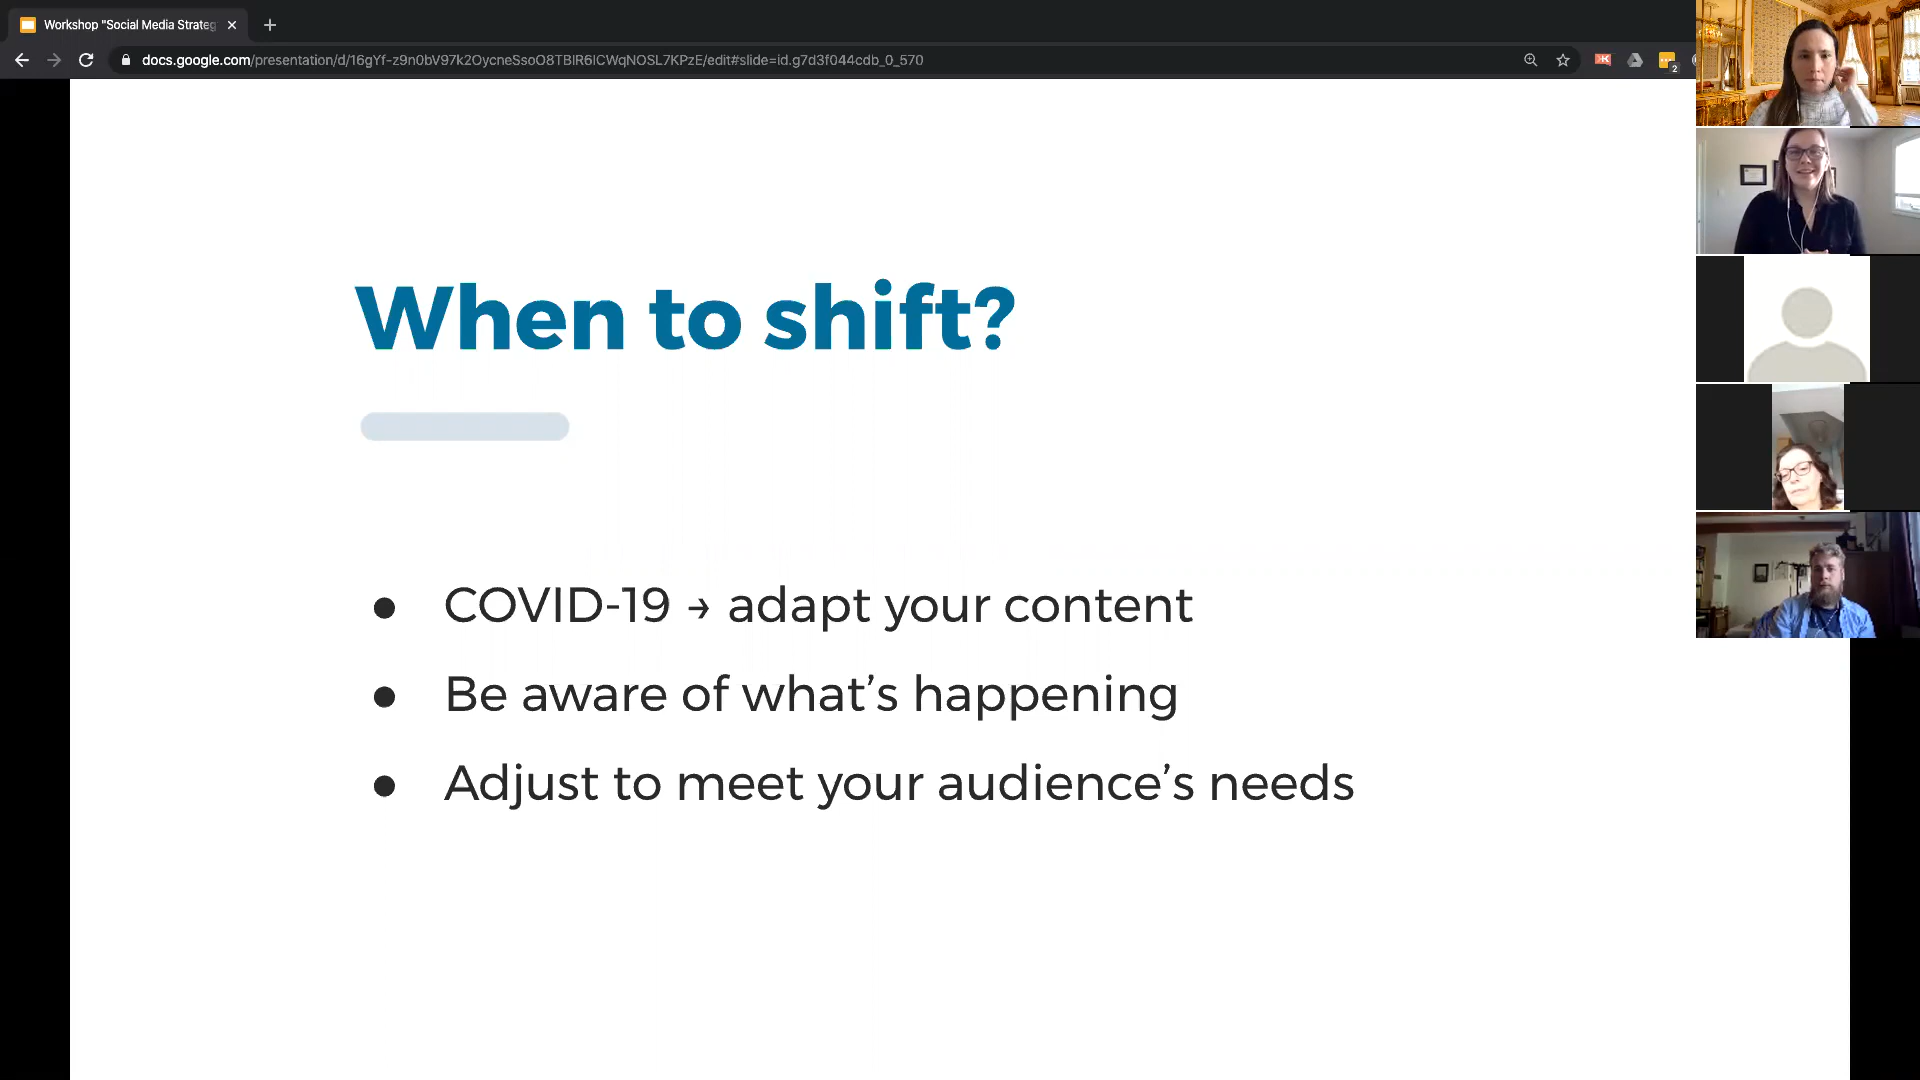 Workshop "Social Media Strateg
docs.google.com/presentation/d/16gYf-z9n0bV97k2OycneSsoO8TBlR6lCWqNOSL7KPzE/edit#slide=id.g7d3f044cdb_0_570
2
When to shift?
● COVID-19 → adapt your content
● Be aware of what’s happening
● Adjust to meet your audience’s needs